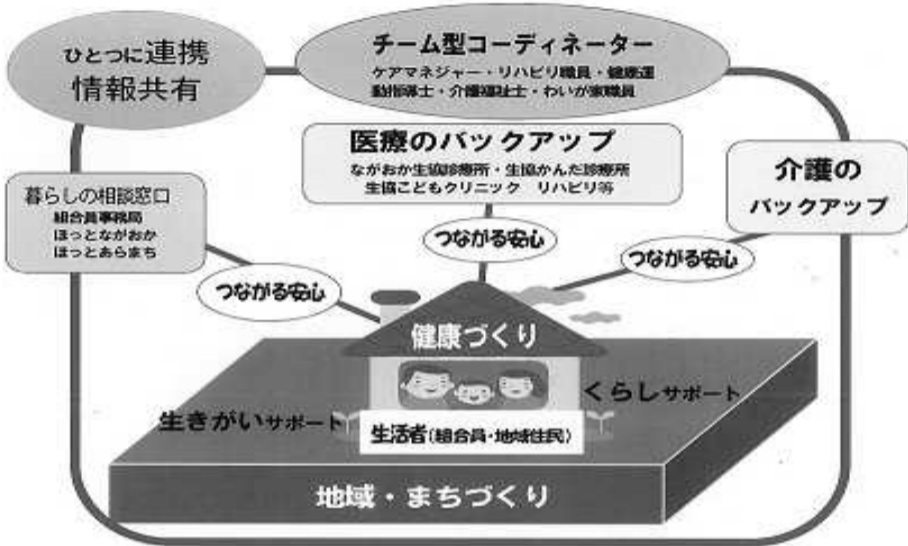 ひとつに連携
情報共有
チーム型コーディネーター
ケアマネジャー・リハビリ職員・健康運
動指導士・介護福祉士・わいが家職員
医療のバックアップ
ながおか生協診療所・生協かんだ診療所
生協こどもクリニック リハビリ等
介護の
バックアップ
暮らしの相談窓口
組合員事務局
ほっとながおか
ほっとあらまち
つながる安心
つながる安心
つながる安心
健康づくり
くらしサポート
生きがいサポート
生活者(組合員・地域住民)
地域・まちづくり